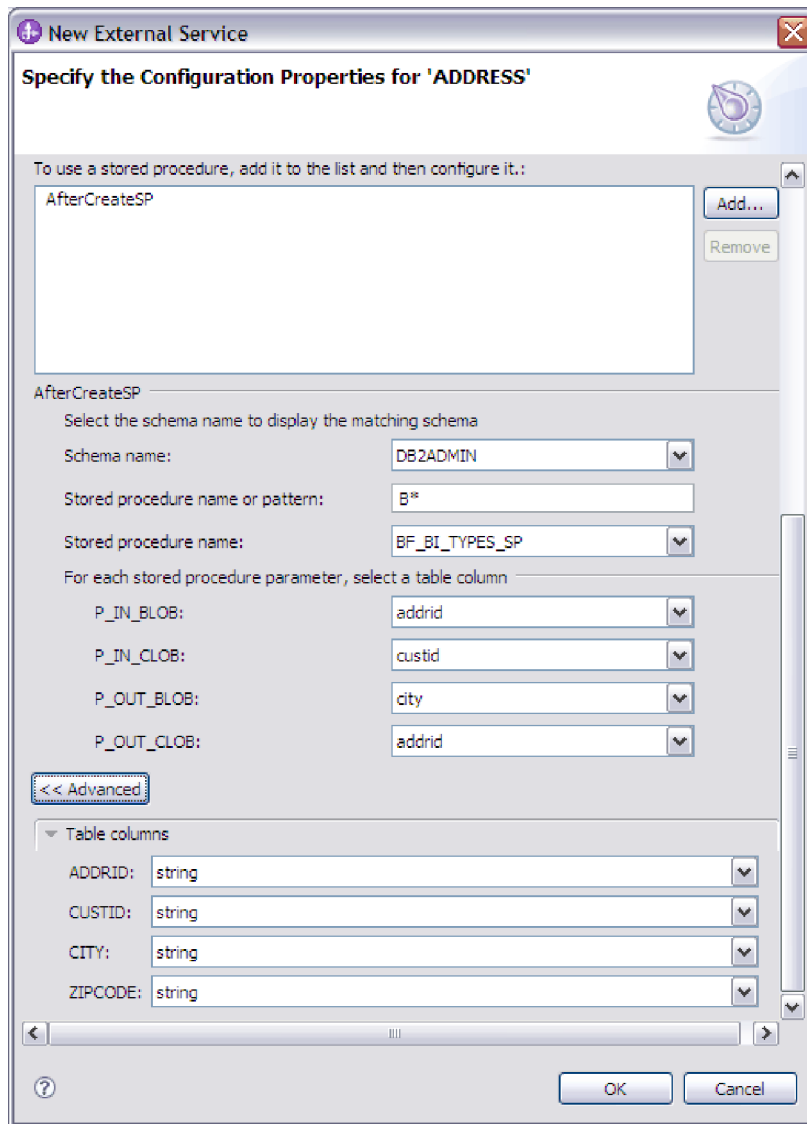 New External Service
Specify the Configuration Properties for 'ADDRESS'
To use a stored procedure, add it to the list and then configure it.:
AfterCreateSP
Add...
Remove
AfterCreateSP
Select the schema name to display the matching schema
Schema name: DB2ADMIN
Stored procedure name or pattern: B*
Stored procedure name: BF_BI_TYPES_SP
For each stored procedure parameter, select a table column
P_IN_BLOB: addrid
P_IN_CLOB: custid
P_OUT_BLOB: city
P_OUT_CLOB: addrid
<< Advanced
Table columns
ADDRID: string
CUSTID: string
CITY: string
ZIPCODE: string
?
OK Cancel